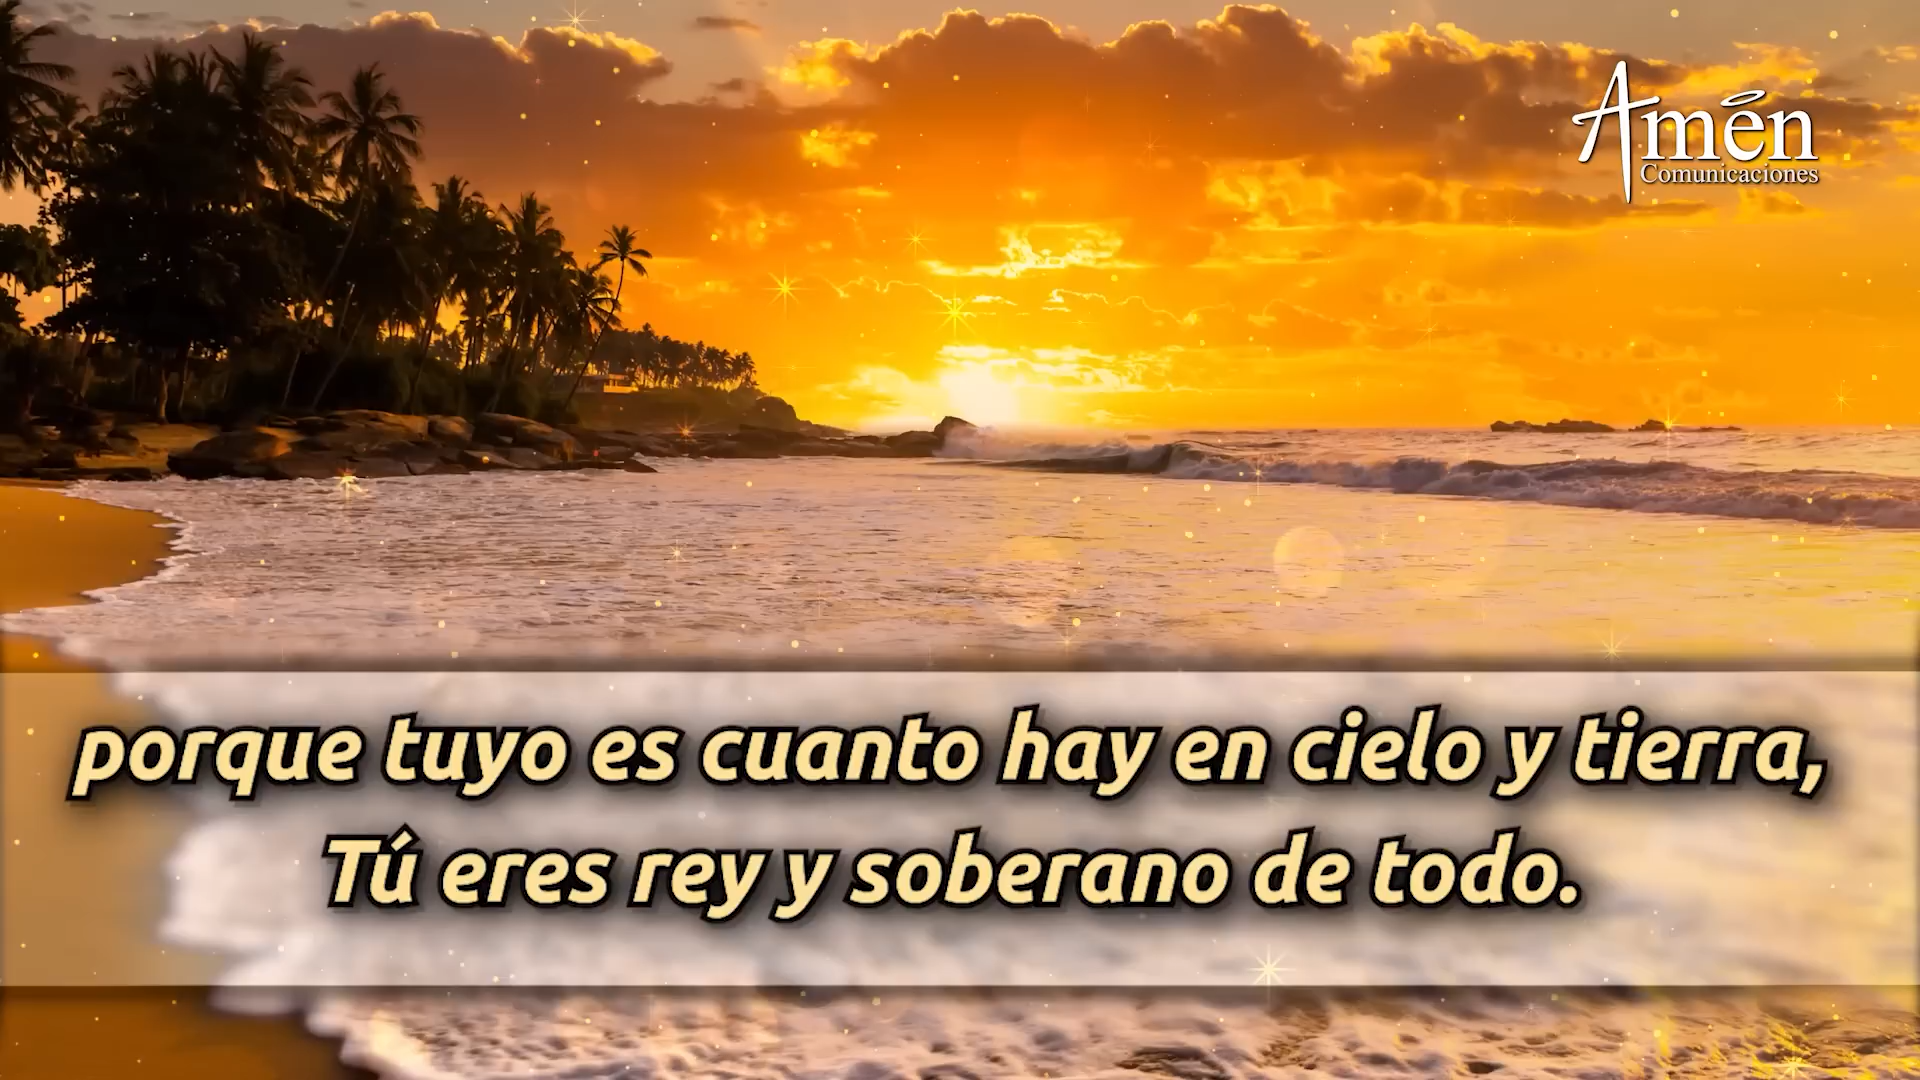 Amén
Comunicaciones
porque tuyo es cuanto hay en cielo y tierra,
Tú eres rey y soberano de todo.